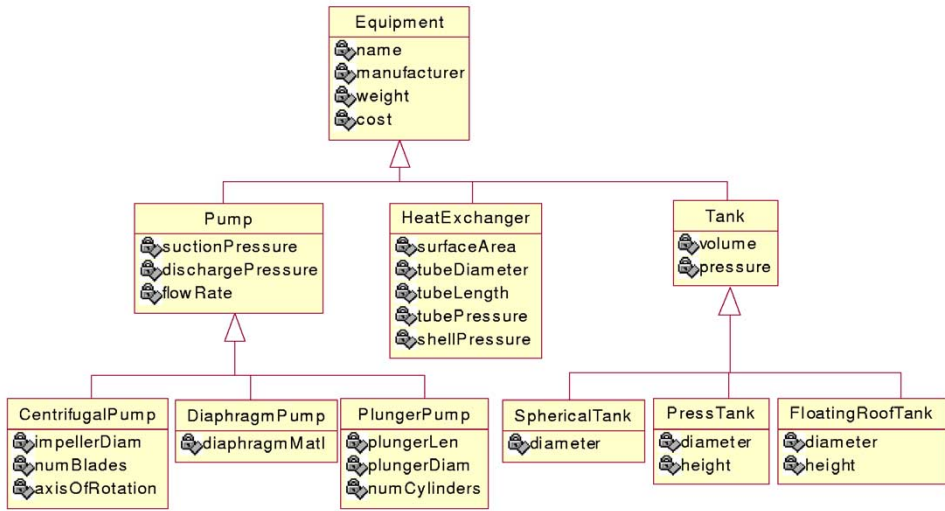 Equipment
name
manufacturer
weight
cost
Pump
suctionPressure
dischargePressure
flowRate
HeatExchanger
surfaceArea
tubeDiameter
tubeLength
tubePressure
shellPressure
Tank
volume
pressure
CentrifugalPump
impellerDiam
numBlades
axisOfRotation
DiaphragmPump
diaphragmMatl
PlungerPump
plungerLen
plungerDiam
numCylinders
SphericalTank
diameter
PressTank
diameter
height
FloatingRoofTank
diameter
height